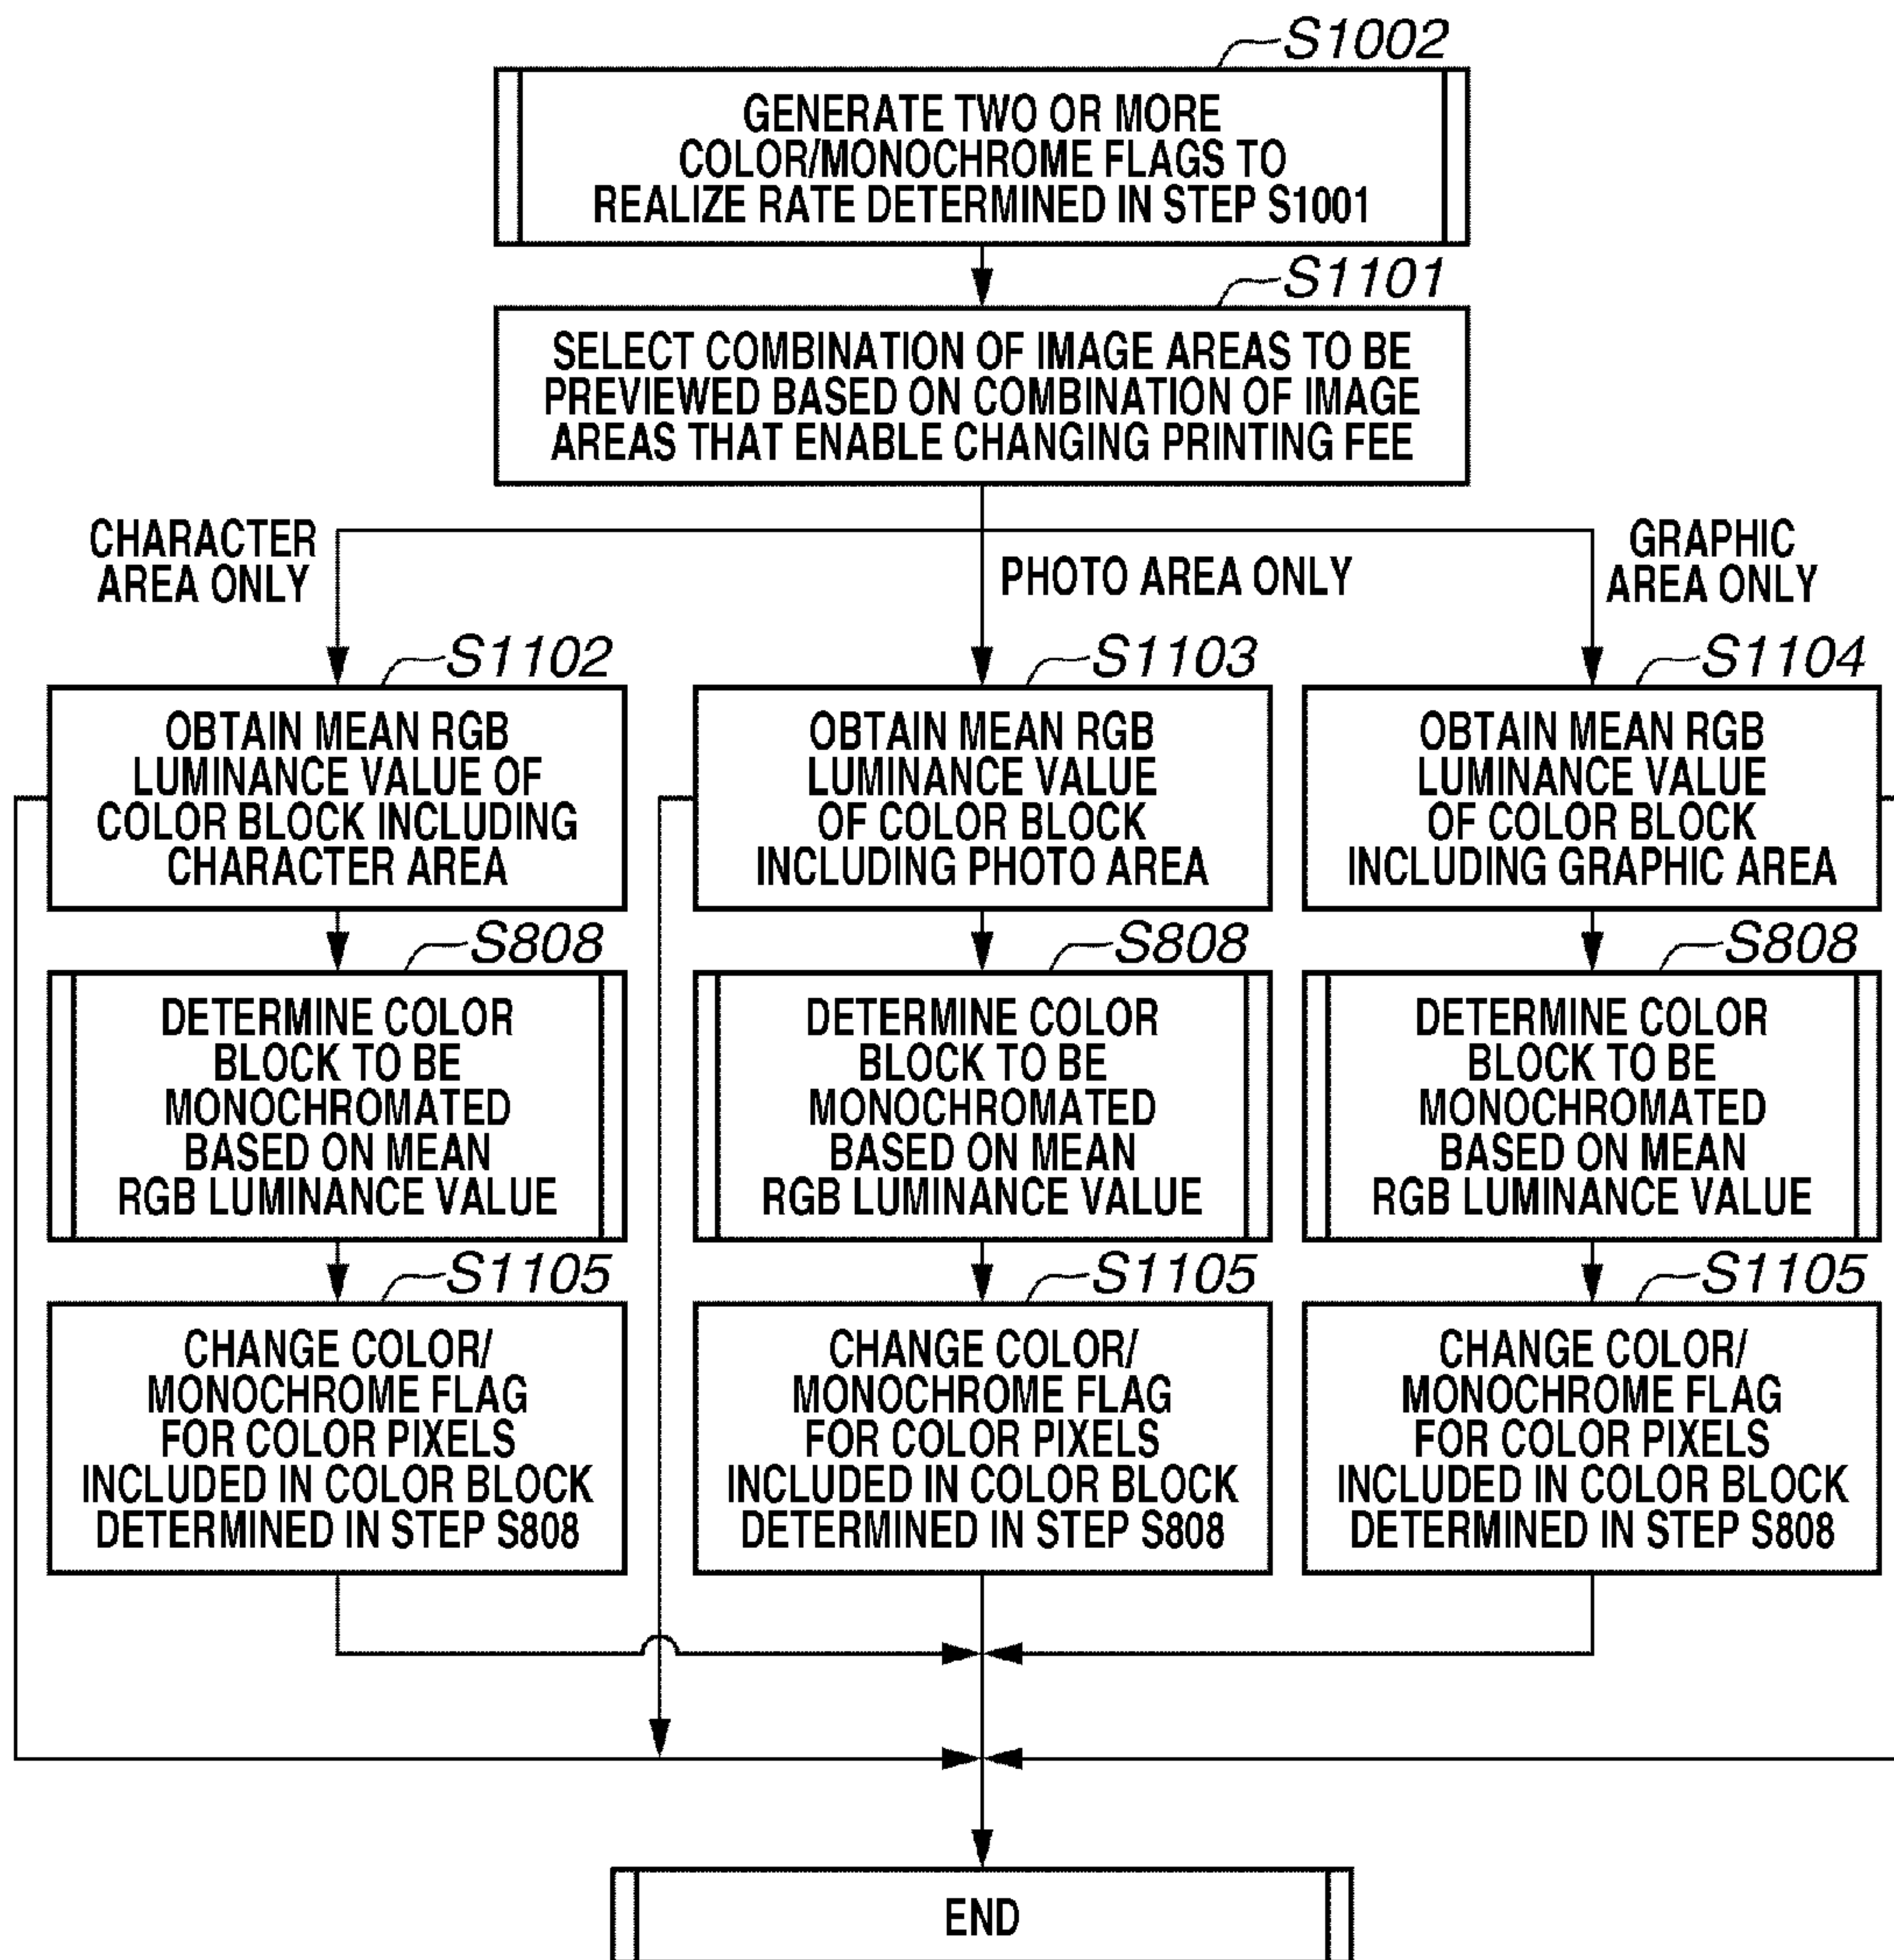 S1002
GENERATE TWO OR MORE
COLOR/MONOCHROME FLAGS TO
REALIZE RATE DETERMINED IN STEP S1001
S1101
SELECT COMBINATION OF IMAGE AREAS TO BE
PREVIEWED BASED ON COMBINATION OF IMAGE
AREAS THAT ENABLE CHANGING PRINTING FEE
CHARACTER
AREA ONLY
PHOTO AREA ONLY
GRAPHIC
AREA ONLY
S1102
OBTAIN MEAN RGB
LUMINANCE VALUE OF
COLOR BLOCK INCLUDING
CHARACTER AREA
S1103
OBTAIN MEAN RGB
LUMINANCE VALUE
OF COLOR BLOCK
INCLUDING PHOTO AREA
S1104
OBTAIN MEAN RGB
LUMINANCE VALUE
OF COLOR BLOCK
INCLUDING GRAPHIC AREA
S808
DETERMINE COLOR
BLOCK TO BE
MONOCHROMATED
BASED ON MEAN
RGB LUMINANCE VALUE
S808
DETERMINE COLOR
BLOCK TO BE
MONOCHROMATED
BASED ON MEAN
RGB LUMINANCE VALUE
S808
DETERMINE COLOR
BLOCK TO BE
MONOCHROMATED
BASED ON MEAN
RGB LUMINANCE VALUE
S1105
CHANGE COLOR/
MONOCHROME FLAG
FOR COLOR PIXELS
INCLUDED IN COLOR BLOCK
DETERMINED IN STEP S808
S1105
CHANGE COLOR/
MONOCHROME FLAG
FOR COLOR PIXELS
INCLUDED IN COLOR BLOCK
DETERMINED IN STEP S808
S1105
CHANGE COLOR/
MONOCHROME FLAG
FOR COLOR PIXELS
INCLUDED IN COLOR BLOCK
DETERMINED IN STEP S808
END